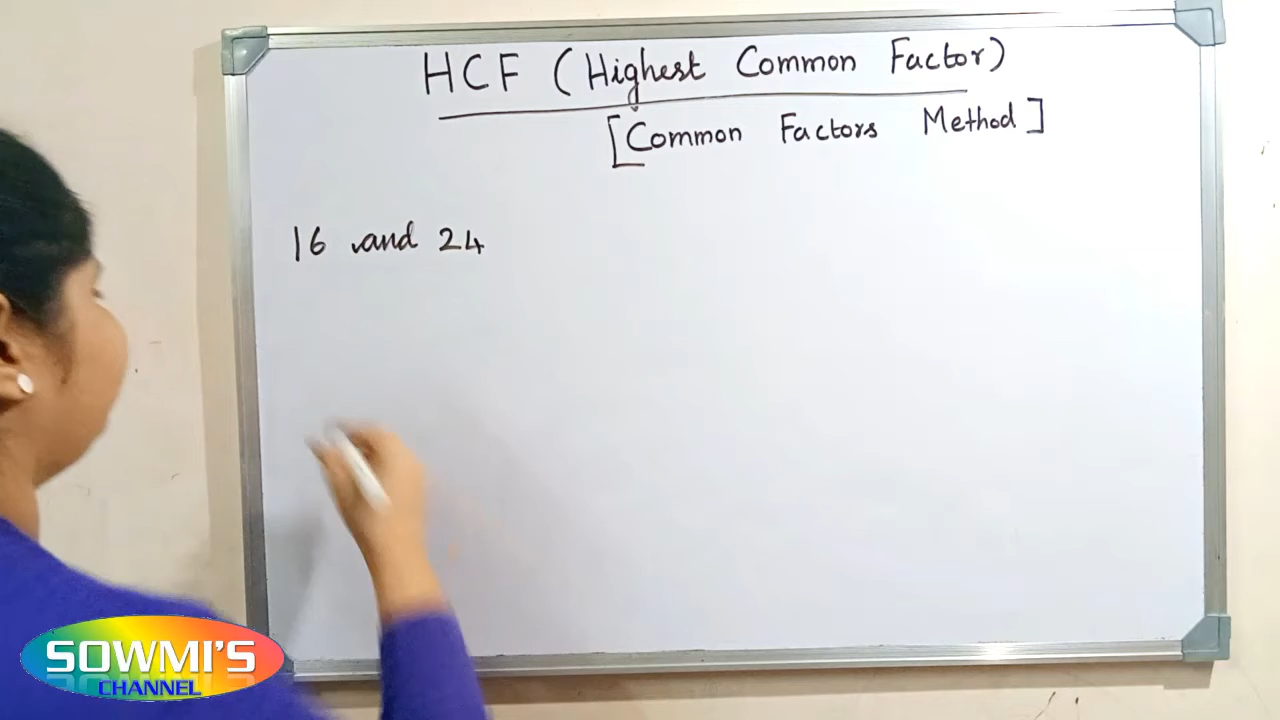 HCF (Highest Common Factor)
[Common Factors Method]
16 and 24
SOWMI'S
CHANNEL